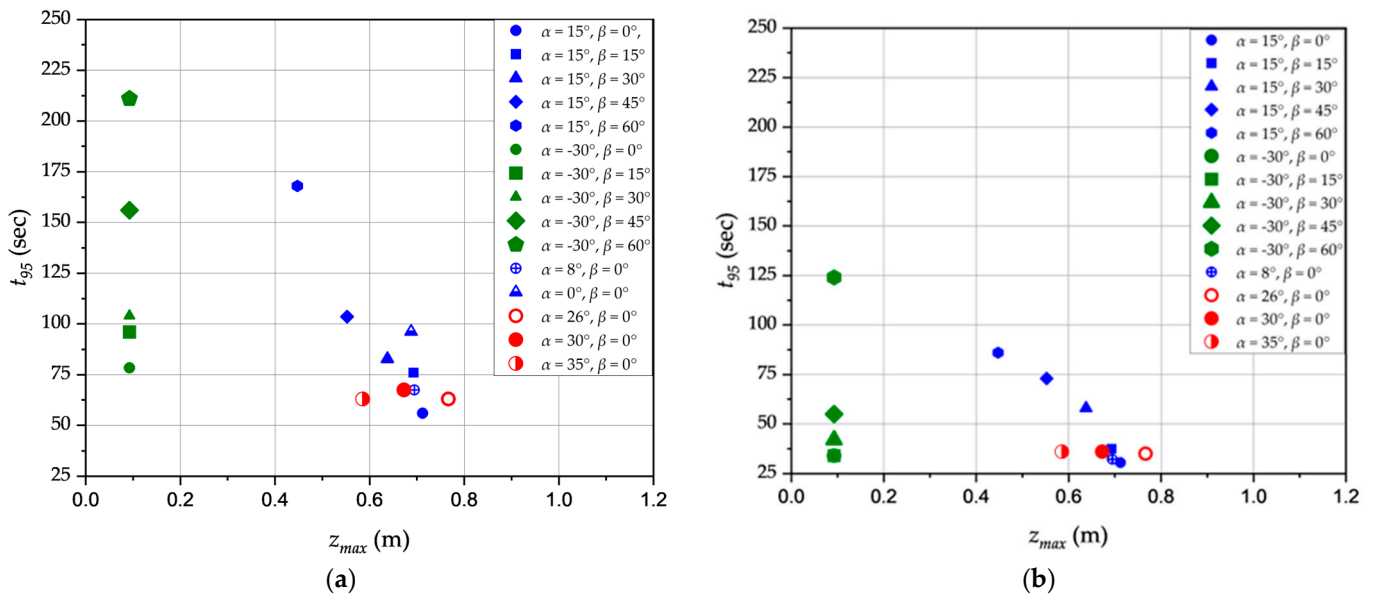 250
225
200
175
150
125
100
75
50
25
t95 (sec)
0.0 0.2 0.4 0.6 0.8 1.0 1.2
zmax (m)
α = 15°, β = 0°,
α = 15°, β = 15°
α = 15°, β = 30°
α = 15°, β = 45°
α = 15°, β = 60°
α = -30°, β = 0°
α = -30°, β = 15°
α = -30°, β = 30°
α = -30°, β = 45°
α = -30°, β = 60°
α = 8°, β = 0°
α = 0°, β = 0°
α = 26°, β = 0°
α = 30°, β = 0°
α = 35°, β = 0°
(a)
250
225
200
175
150
125
100
75
50
25
t95 (sec)
0.0 0.2 0.4 0.6 0.8 1.0 1.2
zmax (m)
α = 15°, β = 0°
α = 15°, β = 15°
α = 15°, β = 30°
α = 15°, β = 45°
α = 15°, β = 60°
α = -30°, β = 0°
α = -30°, β = 15°
α = -30°, β = 30°
α = -30°, β = 45°
α = -30°, β = 60°
α = 8°, β = 0°
α = 26°, β = 0°
α = 30°, β = 0°
α = 35°, β = 0°
(b)